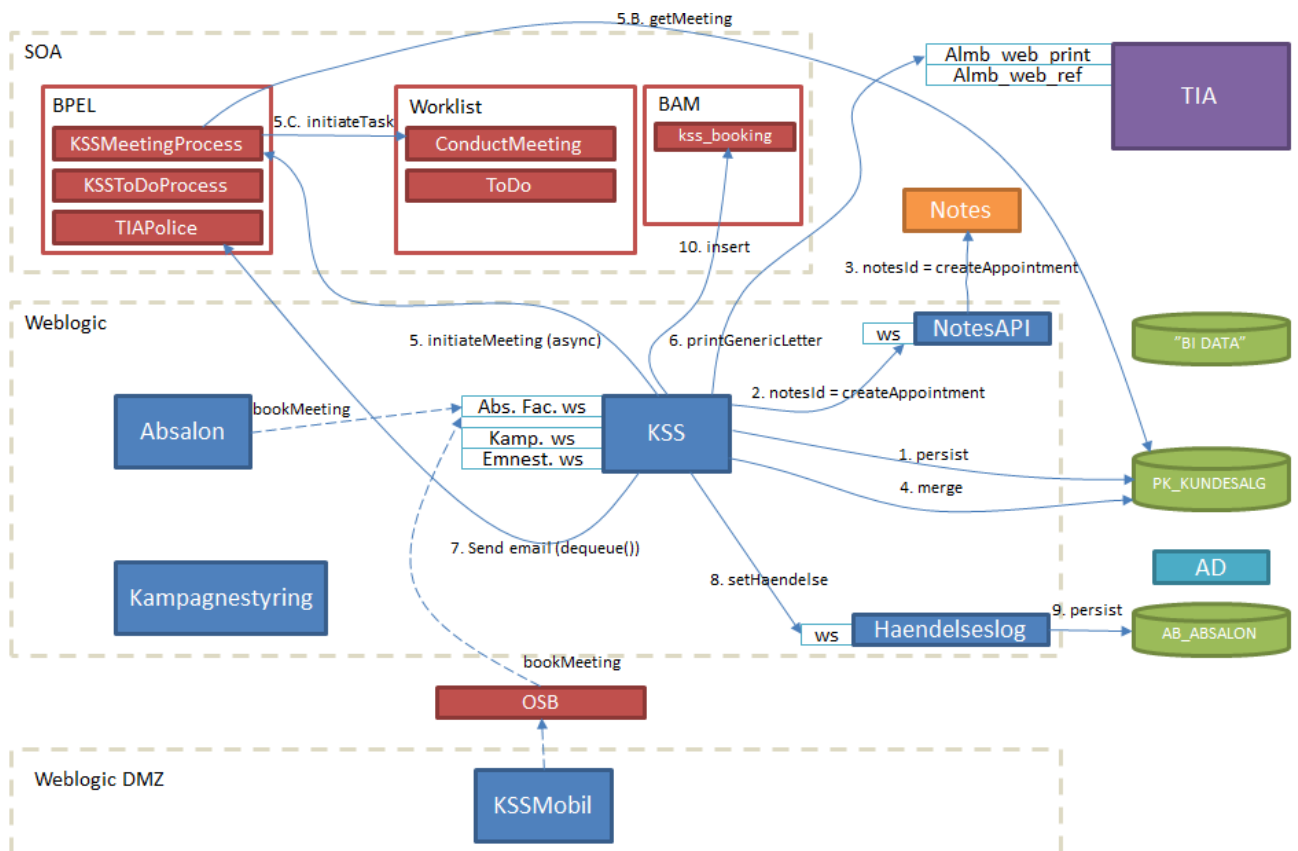 5.B. getMeeting
SOA
Almb_web_print
Almb_web_ref
TIA
BPEL
KSSMeetingProcess
KSSToDoProcess
TIAPolice
5.C. initiateTask
Worklist
ConductMeeting
ToDo
BAM
kss_booking
Notes
10. insert
3. notesId = createAppointment
Weblogic
5. initiateMeeting (async)
6. printGenericLetter
ws
NotesAPI
"BI DATA"
2. notesId = createAppointment
Absalon
bookMeeting
Abs. Fac. ws
Kamp. ws
Emnest. ws
KSS
1. persist
4. merge
PK_KUNDESALG
7. Send email (dequeue())
8. setHaendelse
Kampagnestyring
AD
ws
Haendelseslog
9. persist
AB_ABSALON
bookMeeting
OSB
Weblogic DMZ
KSSMobil